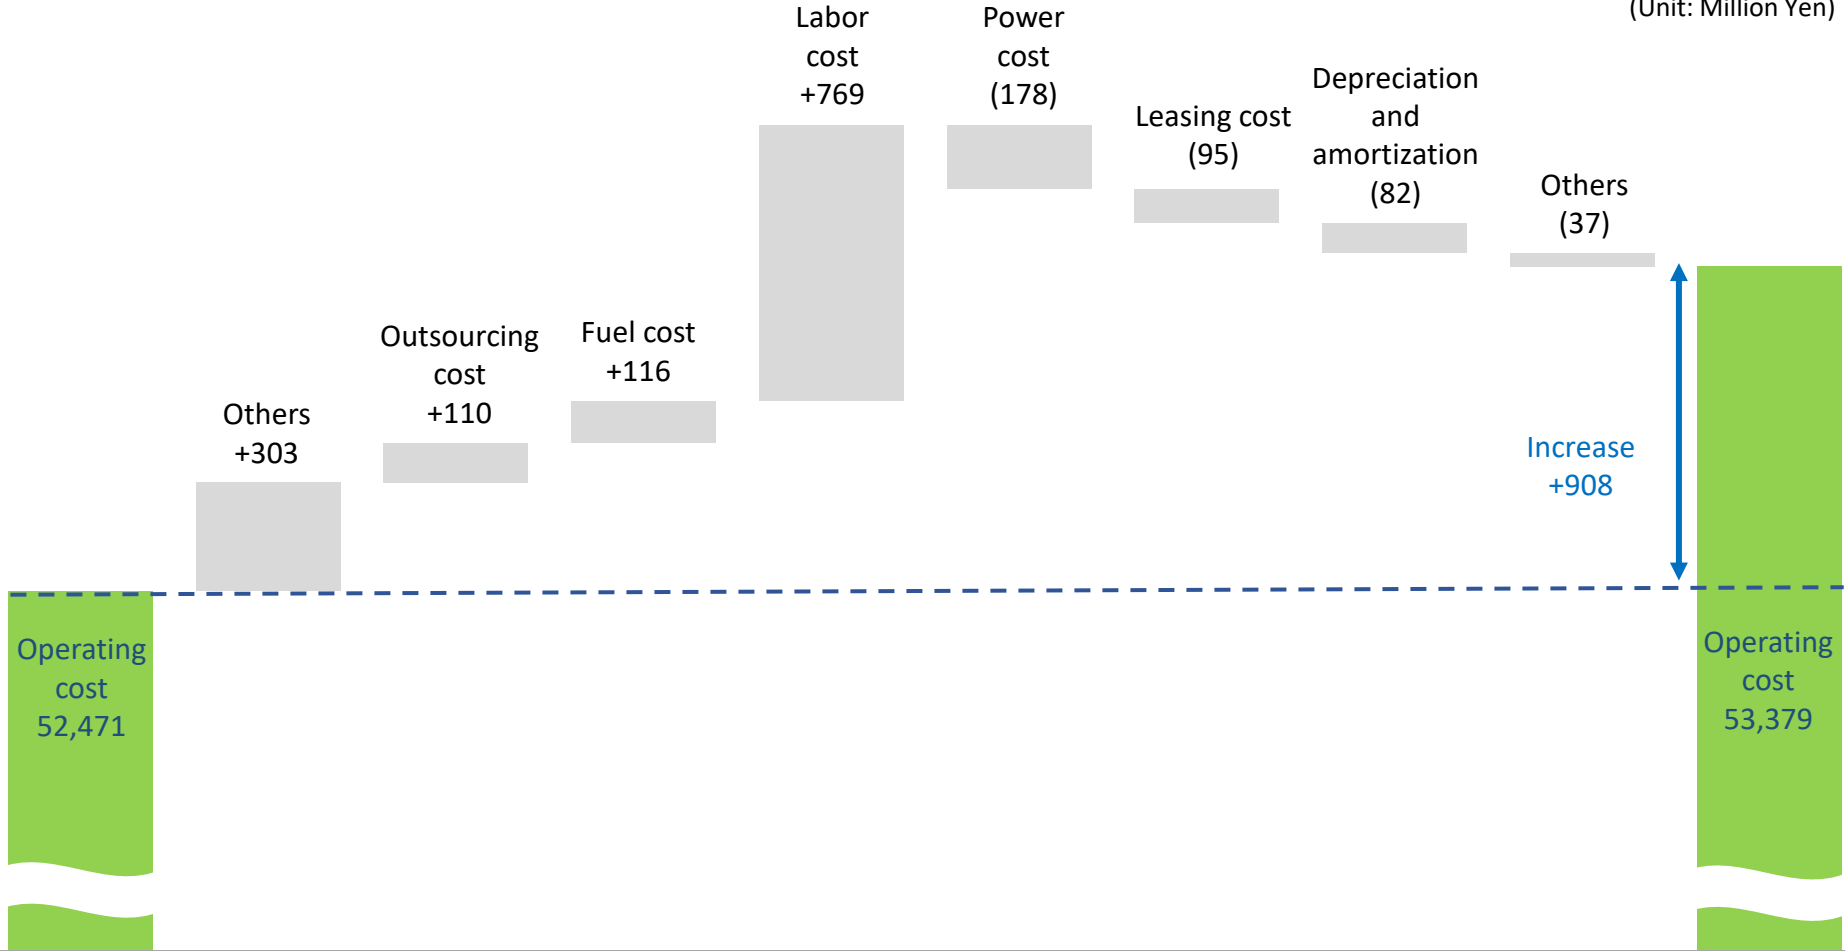 (Unit: Million Yen)
Labor
cost
+769
Power
cost
(178)
Leasing cost
(95)
Depreciation
and
amortization
(82)
Others
(37)
Others
+303
Outsourcing
cost
+110
Fuel cost
+116
Increase
+908
Operating
cost
52,471
Operating
cost
53,379